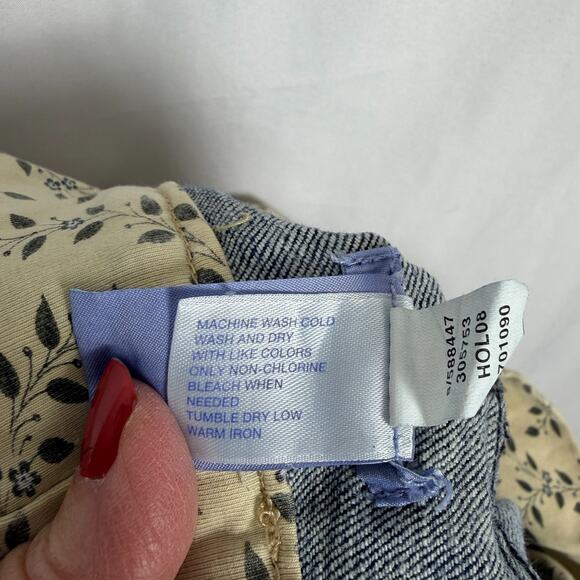 MACHINE WASH COLD
WASH AND DRY
WITH LIKE COLORS
ONLY NON-CHLORINE
BLEACH WHEN
NEEDED
TUMBLE DRY LOW
WARM IRON
/588447
305753
HOL08
701090